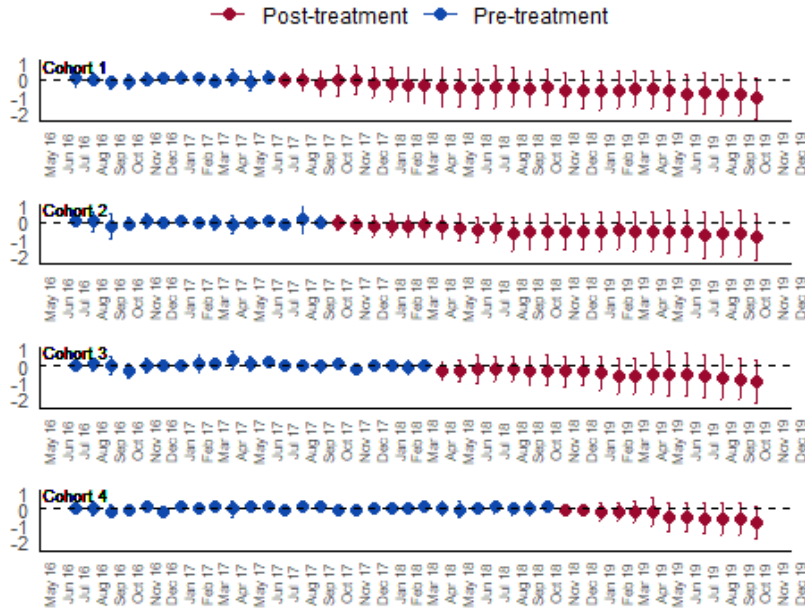 Post-treatment Pre-treatment
Cohort 1
1
0
-1
-2
May 16 Jun 16 Jul 16 Aug 16 Sep 16 Oct 16 Nov 16 Dec 16 Jan 17 Feb 17 Mar 17 Apr 17 May 17 Jun 17 Jul 17 Aug 17 Sep 17 Oct 17 Nov 17 Dec 17 Jan 18 Feb 18 Mar 18 Apr 18 May 18 Jun 18 Jul 18 Aug 18 Sep 18 Oct 18 Nov 18 Dec 18 Jan 19 Feb 19 Mar 19 Apr 19 May 19 Jun 19 Jul 19 Aug 19 Sep 19 Oct 19 Nov 19 Dec 19
Cohort 2
1
0
-1
-2
May 16 Jun 16 Jul 16 Aug 16 Sep 16 Oct 16 Nov 16 Dec 16 Jan 17 Feb 17 Mar 17 Apr 17 May 17 Jun 17 Jul 17 Aug 17 Sep 17 Oct 17 Nov 17 Dec 17 Jan 18 Feb 18 Mar 18 Apr 18 May 18 Jun 18 Jul 18 Aug 18 Sep 18 Oct 18 Nov 18 Dec 18 Jan 19 Feb 19 Mar 19 Apr 19 May 19 Jun 19 Jul 19 Aug 19 Sep 19 Oct 19 Nov 19 Dec 19
Cohort 3
1
0
-1
-2
May 16 Jun 16 Jul 16 Aug 16 Sep 16 Oct 16 Nov 16 Dec 16 Jan 17 Feb 17 Mar 17 Apr 17 May 17 Jun 17 Jul 17 Aug 17 Sep 17 Oct 17 Nov 17 Dec 17 Jan 18 Feb 18 Mar 18 Apr 18 May 18 Jun 18 Jul 18 Aug 18 Sep 18 Oct 18 Nov 18 Dec 18 Jan 19 Feb 19 Mar 19 Apr 19 May 19 Jun 19 Jul 19 Aug 19 Sep 19 Oct 19 Nov 19 Dec 19
Cohort 4
1
0
-1
-2
May 16 Jun 16 Jul 16 Aug 16 Sep 16 Oct 16 Nov 16 Dec 16 Jan 17 Feb 17 Mar 17 Apr 17 May 17 Jun 17 Jul 17 Aug 17 Sep 17 Oct 17 Nov 17 Dec 17 Jan 18 Feb 18 Mar 18 Apr 18 May 18 Jun 18 Jul 18 Aug 18 Sep 18 Oct 18 Nov 18 Dec 18 Jan 19 Feb 19 Mar 19 Apr 19 May 19 Jun 19 Jul 19 Aug 19 Sep 19 Oct 19 Nov 19 Dec 19